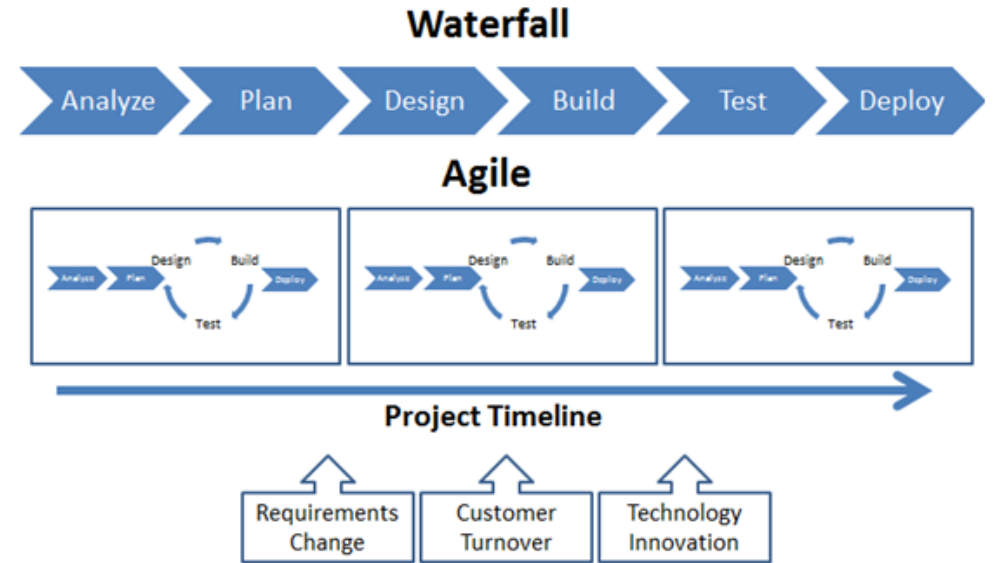 Waterfall
Analyze Plan Design Build Test Deploy
Agile
Analysis Plan Design Build Test Deploy
Analysis Plan Design Build Test Deploy
Analysis Plan Design Build Test Deploy
Project Timeline
Requirements
Change
Customer
Turnover
Technology
Innovation